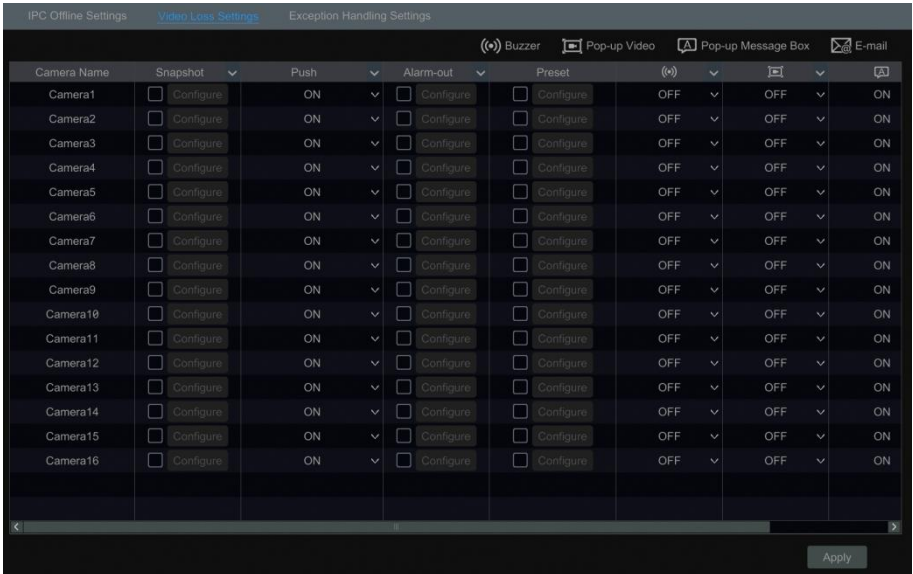 IPC Offline Settings Video Loss Settings Exception Handling Settings
Buzzer Pop-up Video Pop-up Message Box E-mail
Camera Name Snapshot Push Alarm-out Preset
Camera1 Configure ON Configure Configure OFF OFF ON
Camera2 Configure ON Configure Configure OFF OFF ON
Camera3 Configure ON Configure Configure OFF OFF ON
Camera4 Configure ON Configure Configure OFF OFF ON
Camera5 Configure ON Configure Configure OFF OFF ON
Camera6 Configure ON Configure Configure OFF OFF ON
Camera7 Configure ON Configure Configure OFF OFF ON
Camera8 Configure ON Configure Configure OFF OFF ON
Camera9 Configure ON Configure Configure OFF OFF ON
Camera10 Configure ON Configure Configure OFF OFF ON
Camera11 Configure ON Configure Configure OFF OFF ON
Camera12 Configure ON Configure Configure OFF OFF ON
Camera13 Configure ON Configure Configure OFF OFF ON
Camera14 Configure ON Configure Configure OFF OFF ON
Camera15 Configure ON Configure Configure OFF OFF ON
Camera16 Configure ON Configure Configure OFF OFF ON
Apply